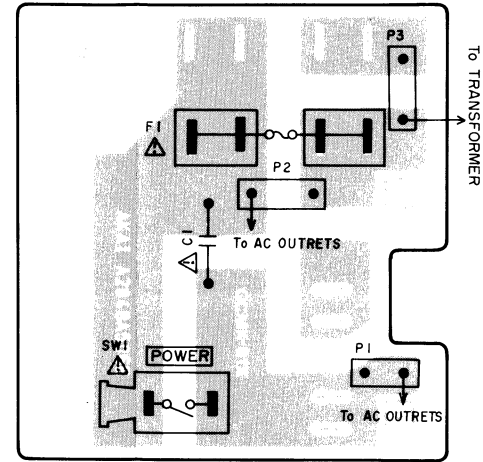 P3
To TRANSFORMER
F1
P2
C1
To AC OUTRETS
SW1
POWER
P1
To AC OUTRETS